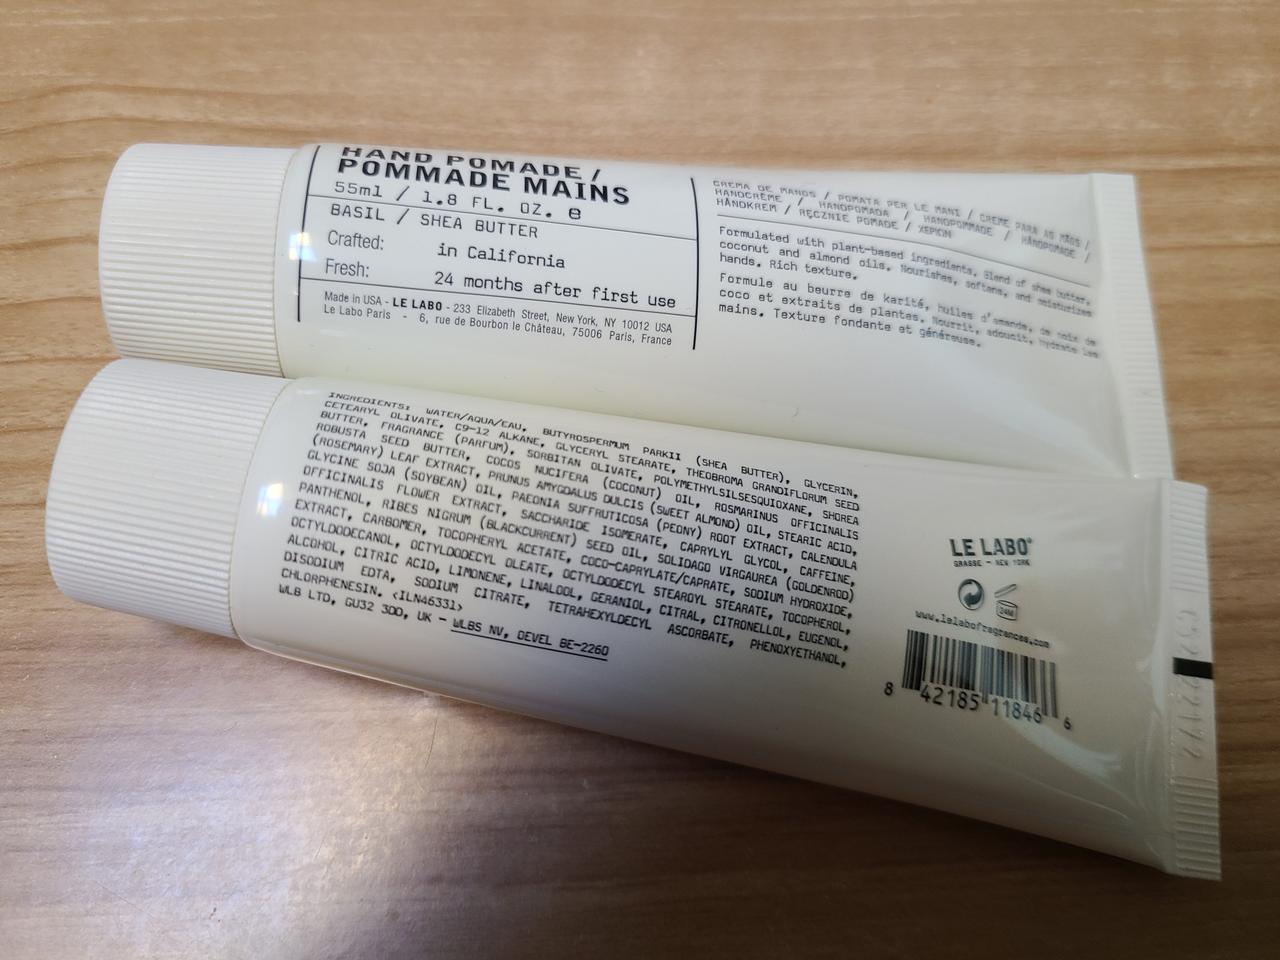 HAND POMADE /
POMMADE MAINS
55ml / 1.8 FL. OZ. e
BASIL / SHEA BUTTER
Crafted: in California
Fresh: 24 months after first use
Made in USA - LE LABO - 233 Elizabeth Street, New York, NY 10012 USA
Le Labo Paris - 6, rue de Bourbon le Château, 75006 Paris, France
CREMA DE MANOS / POMATA PER LE MANI / CREME PARA AS MÃOS /
HANDCRÈME / HANDPOMADA / HANDPOMMADE / HÅNDPOMADE /
HÅNDKREM / RĘCZNIE POMADE /
Formulated with plant-based ingredients. Blend of shea butter,
coconut and almond oils. Nourishes, softens, and moisturizes
hands. Rich texture.
Formule au beurre de karité, huiles d'amande, de noix de
coco et extraits de plantes. Nourrit, adoucit, hydrate les
mains. Texture fondante et généreuse.
INGREDIENTS: WATER/AQUA/EAU, BUTYROSPERMUM PARKII (SHEA BUTTER), GLYCERIN,
CETEARYL OLIVATE, C9-12 ALKANE, GLYCERYL STEARATE, THEOBROMA GRANDIFLORUM SEED
BUTTER, FRAGRANCE (PARFUM), SORBITAN OLIVATE, POLYMETHYLSILSESQUIOXANE, SHOREA
ROBUSTA SEED BUTTER, COCOS NUCIFERA (COCONUT) OIL, ROSMARINUS OFFICINALIS
(ROSEMARY) LEAF EXTRACT, PRUNUS AMYGDALUS DULCIS (SWEET ALMOND) OIL, STEARIC ACID,
GLYCINE SOJA (SOYBEAN) OIL, PAEONIA SUFFRUTICOSA (PEONY) ROOT EXTRACT, CALENDULA
OFFICINALIS FLOWER EXTRACT, SACCHARIDE ISOMERATE, CAPRYLYL GLYCOL, CAFFEINE,
PANTHENOL, RIBES NIGRUM (BLACKCURRENT) SEED OIL, SOLIDAGO VIRGAUREA (GOLDENROD)
EXTRACT, CARBOMER, TOCOPHERYL ACETATE, COCO-CAPRYLATE/CAPRATE, SODIUM HYDROXIDE,
OCTYLDODECANOL, OCTYLDODECYL OLEATE, OCTYLDODECYL STEAROYL STEARATE, TOCOPHEROL,
ALCOHOL, CITRIC ACID, LIMONENE, LINALOOL, GERANIOL, CITRAL, CITRONELLOL, EUGENOL,
DISODIUM EDTA, SODIUM CITRATE, TETRAHEXYLDECYL ASCORBATE, PHENOXYETHANOL,
CHLORPHENESIN. <ILN46331>
WLB LTD, GU32 3DD, UK - WLBS NV, DEVEL BE-2260
LE LABO®
GRASSE - NEW YORK
24M
www.lelabofragrances.com
8 42185 11846 6